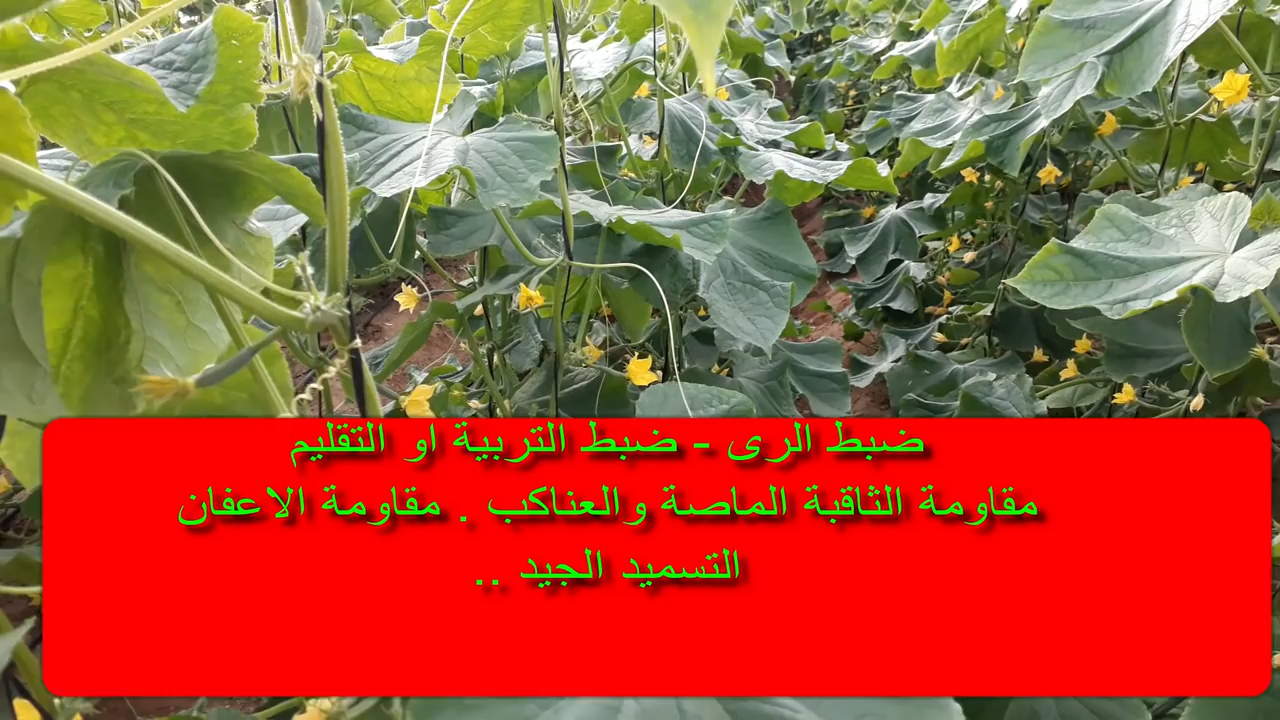 ضبط الرى - ضبط التربية او التقليم
مقاومة الثاقبة الماصة والعناكب . مقاومة الاعفان
التسميد الجيد ..